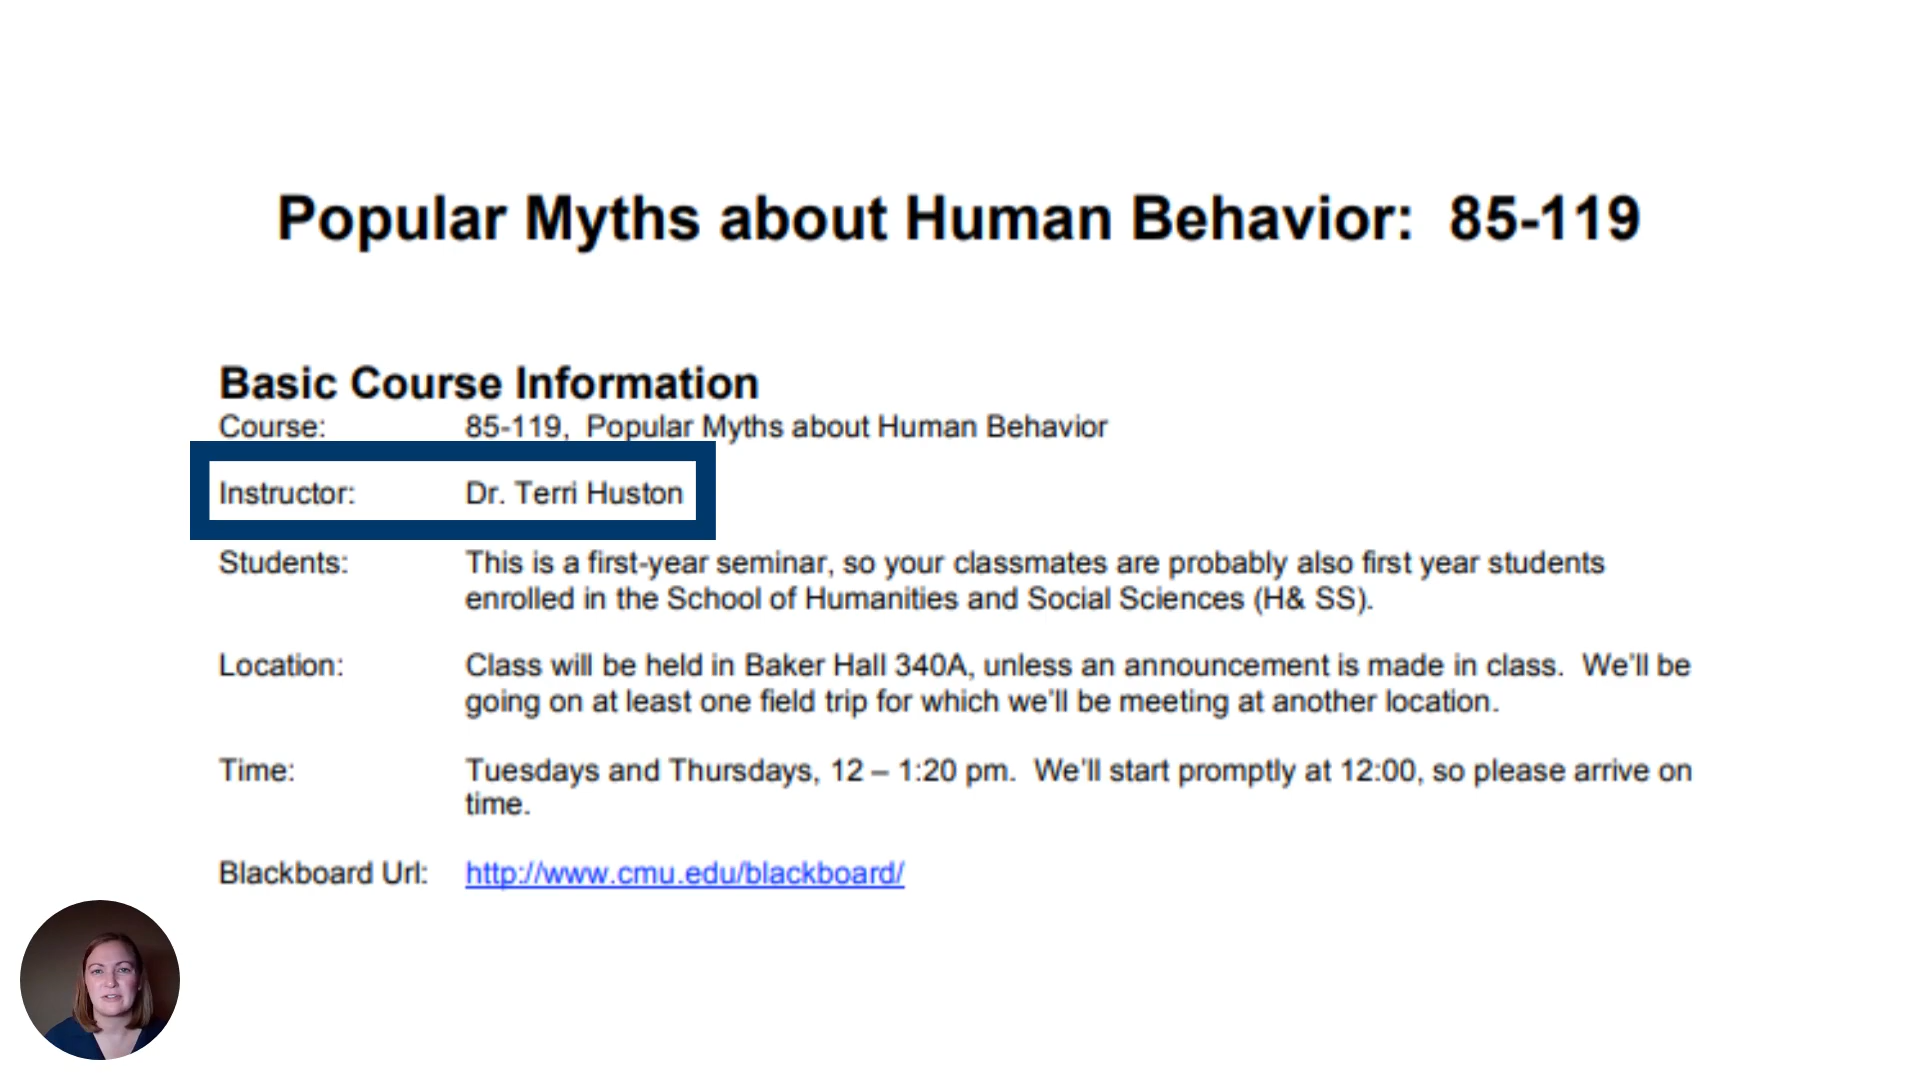 Popular Myths about Human Behavior: 85-119
Basic Course Information
Course: 85-119, Popular Myths about Human Behavior
Instructor: Dr. Terri Huston
Students: This is a first-year seminar, so your classmates are probably also first year students
enrolled in the School of Humanities and Social Sciences (H& SS).
Location: Class will be held in Baker Hall 340A, unless an announcement is made in class. We'll be
going on at least one field trip for which we'll be meeting at another location.
Time: Tuesdays and Thursdays, 12 – 1:20 pm. We'll start promptly at 12:00, so please arrive on
time.
Blackboard Url: http://www.cmu.edu/blackboard/